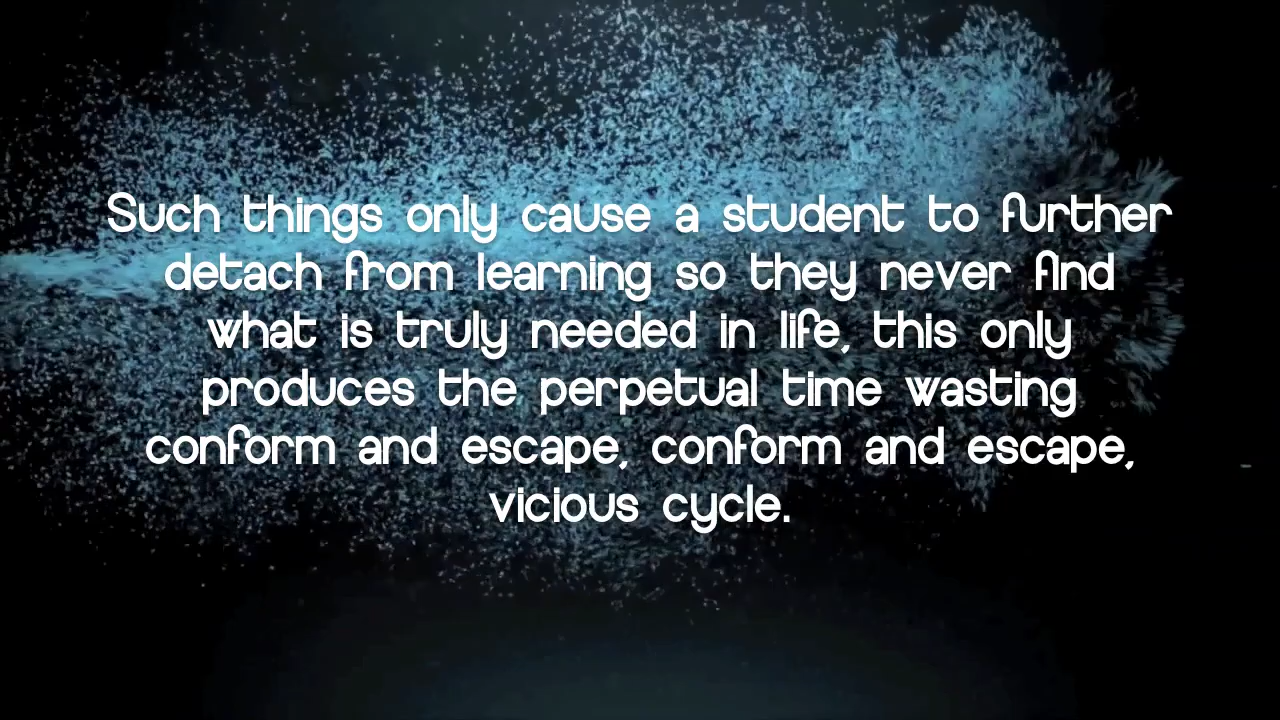 Such things only cause a student to further
detach from learning so they never find
what is truly needed in life, this only
produces the perpetual time wasting
conform and escape, conform and escape,
vicious cycle.